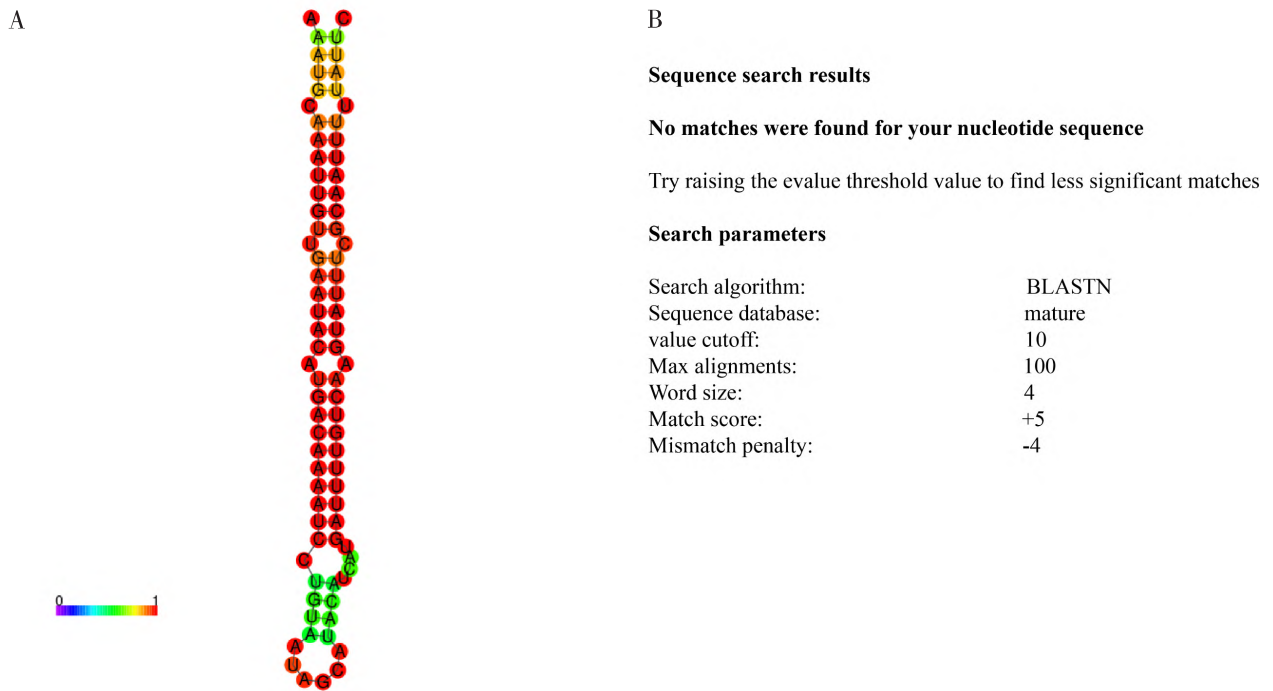 A
B
A C
A U
A U
U A
G U
C U
A U
A U
A U
U A
U A
G C
U G
U C
G U
A U
A U
U A
A U
C G
A A
U A
G C
A U
C G
A U
A U
A U
A U
U A
C G
U
A
C C
U
U A
G C
U A
A U
A A
U C
A G
0 1
Sequence search results
No matches were found for your nucleotide sequence
Try raising the evalue threshold value to find less significant matches
Search parameters
Search algorithm: BLASTN
Sequence database: mature
value cutoff: 10
Max alignments: 100
Word size: 4
Match score: +5
Mismatch penalty: -4